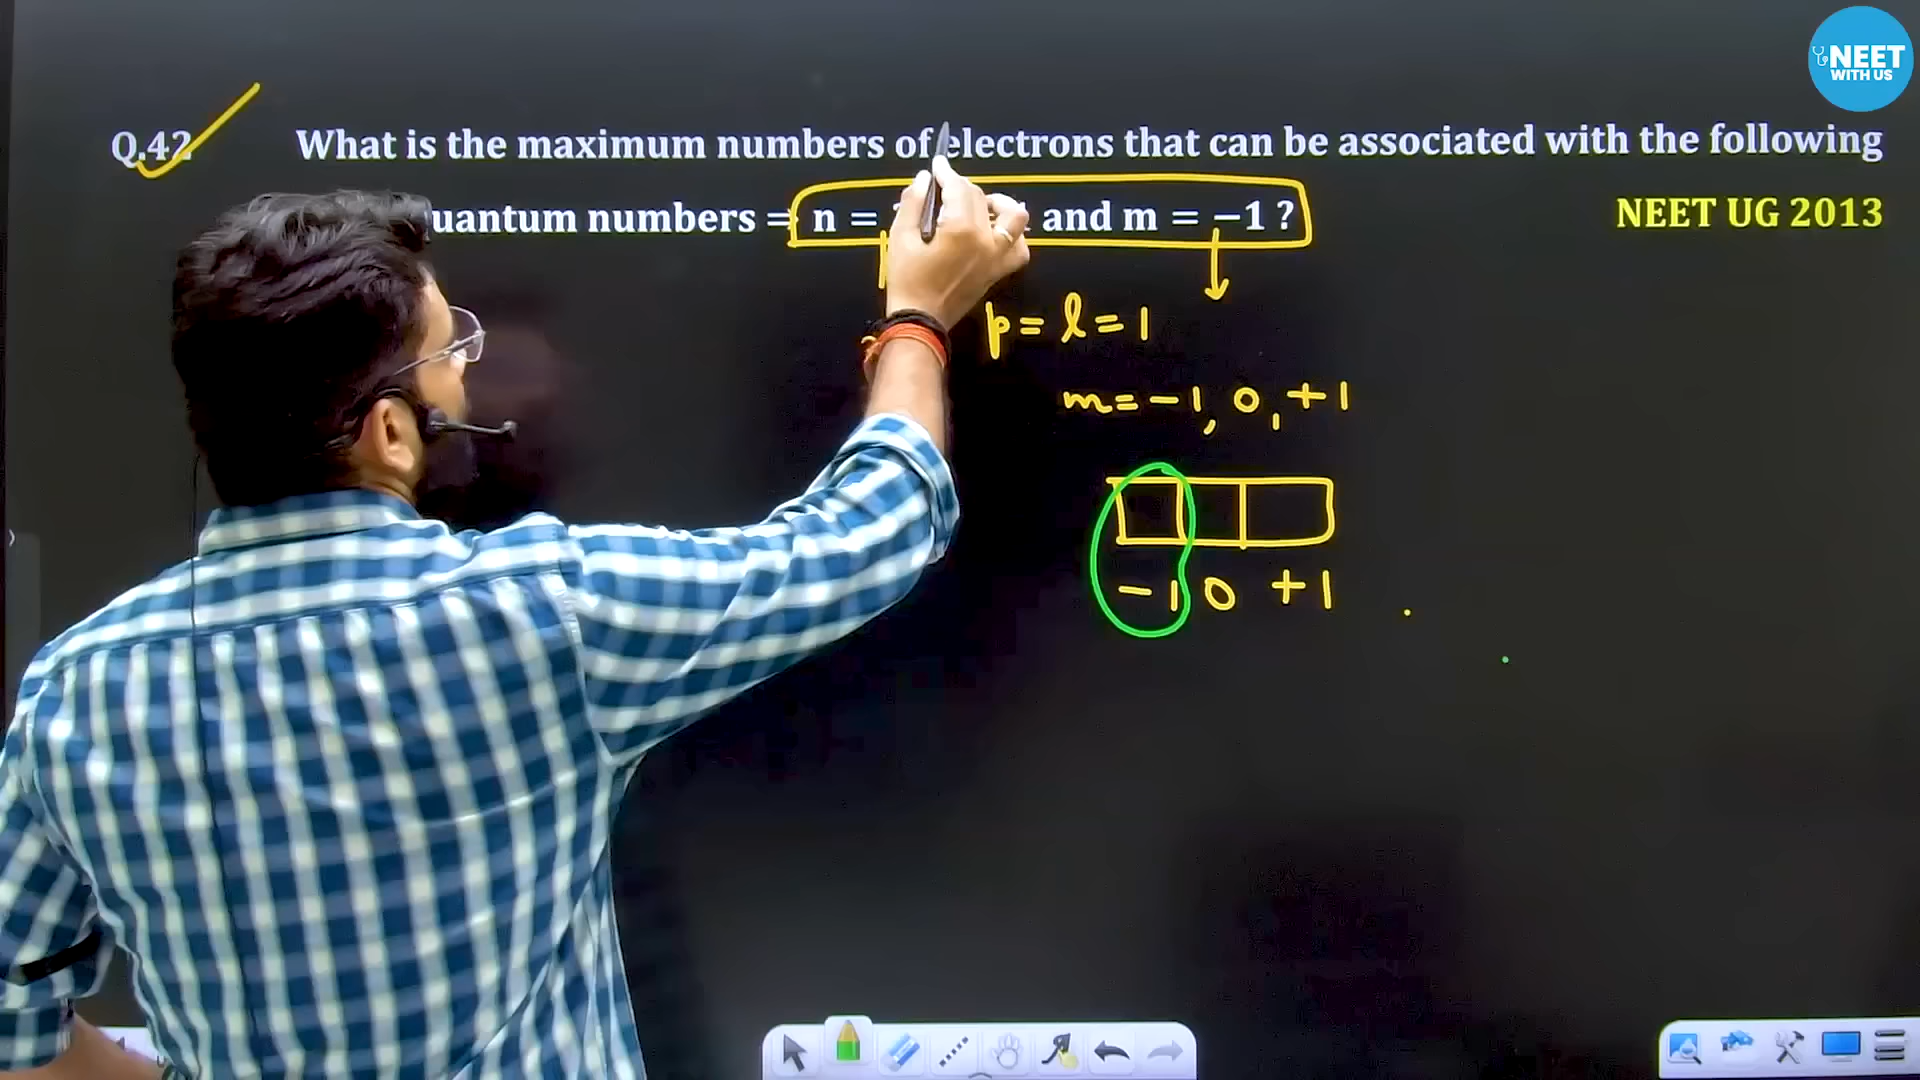 NEET
WITH US
Q.42 What is the maximum numbers of electrons that can be associated with the following
uantum numbers = n = and m = −1 ?
NEET UG 2013
p = l = 1
m = −1, 0, +1
−1 0 +1